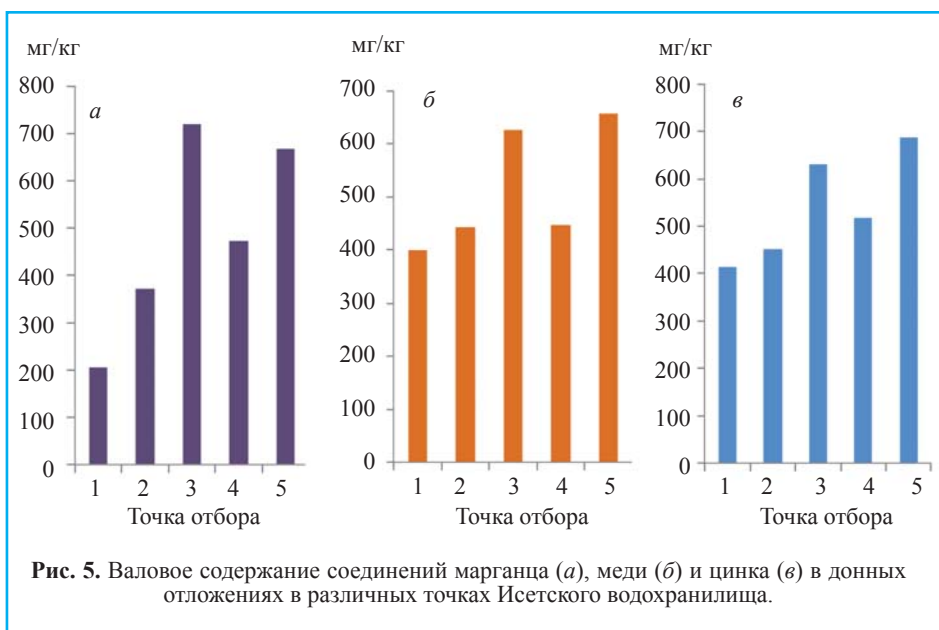 мг/кг
800
700
600
500
400
300
200
100
0
а
1 2 3 4 5
Точка отбора
мг/кг
700
600
500
400
300
200
100
0
б
1 2 3 4 5
Точка отбора
мг/кг
800
700
600
500
400
300
200
100
0
в
1 2 3 4 5
Точка отбора
Рис. 5. Валовое содержание соединений марганца (а), меди (б) и цинка (в) в донных
отложениях в различных точках Исетского водохранилища.